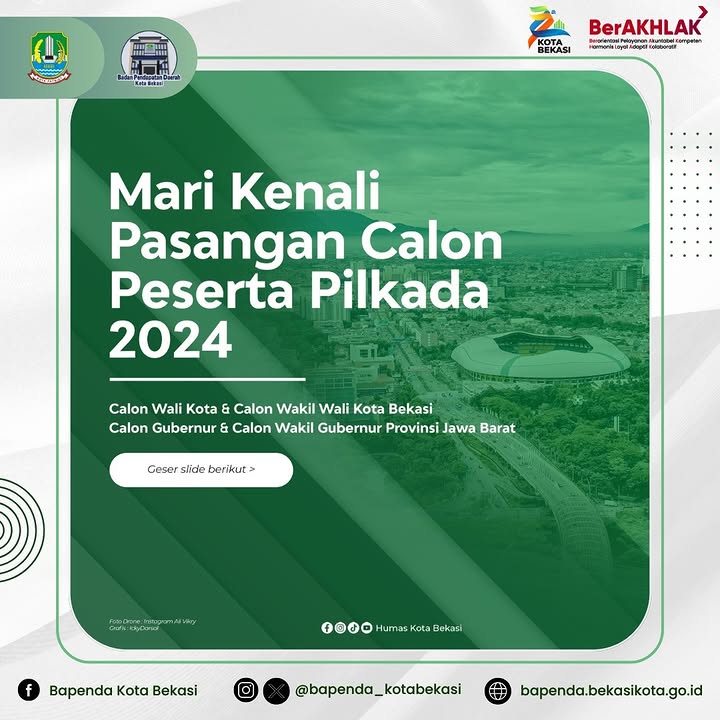 Badan Pendapatan Daerah
Kota Bekasi
KOTA
BEKASI
BerAKHLAK
Berorientasi Pelayanan Akuntabel Kompeten
Harmonis Loyal Adaptif Kolaboratif
Mari Kenali
Pasangan Calon
Peserta Pilkada
2024
Calon Wali Kota & Calon Wakil Wali Kota Bekasi
Calon Gubernur & Calon Wakil Gubernur Provinsi Jawa Barat
Geser slide berikut >
Foto Drone : Instagram Ali Vikry
Grafis : IckyDarsal
Humas Kota Bekasi
Bapenda Kota Bekasi
@bapenda_kotabekasi
bapenda.bekasikota.go.id